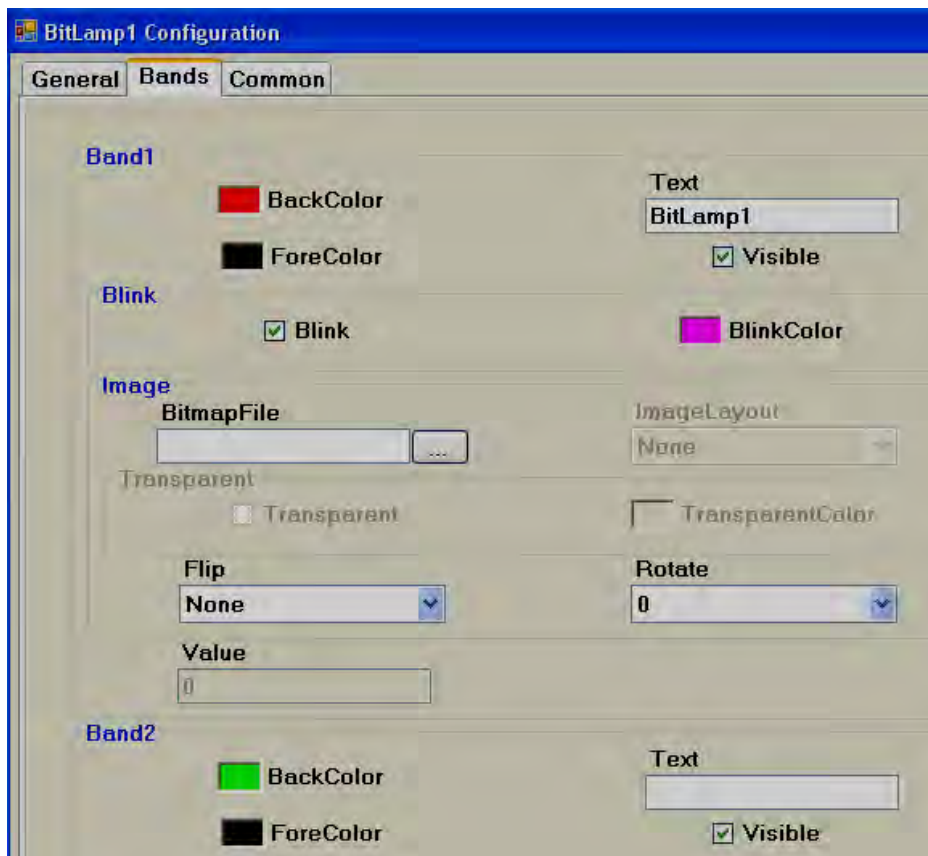 BitLamp1 Configuration
General Bands Common
Band1
BackColor
Text
BitLamp1
ForeColor
Visible
Blink
Blink
BlinkColor
Image
BitmapFile
ImageLayout
...
None
Transparent
Transparent
TransparentColor
Flip
Rotate
None
0
Value
0
Band2
BackColor
Text
ForeColor
Visible